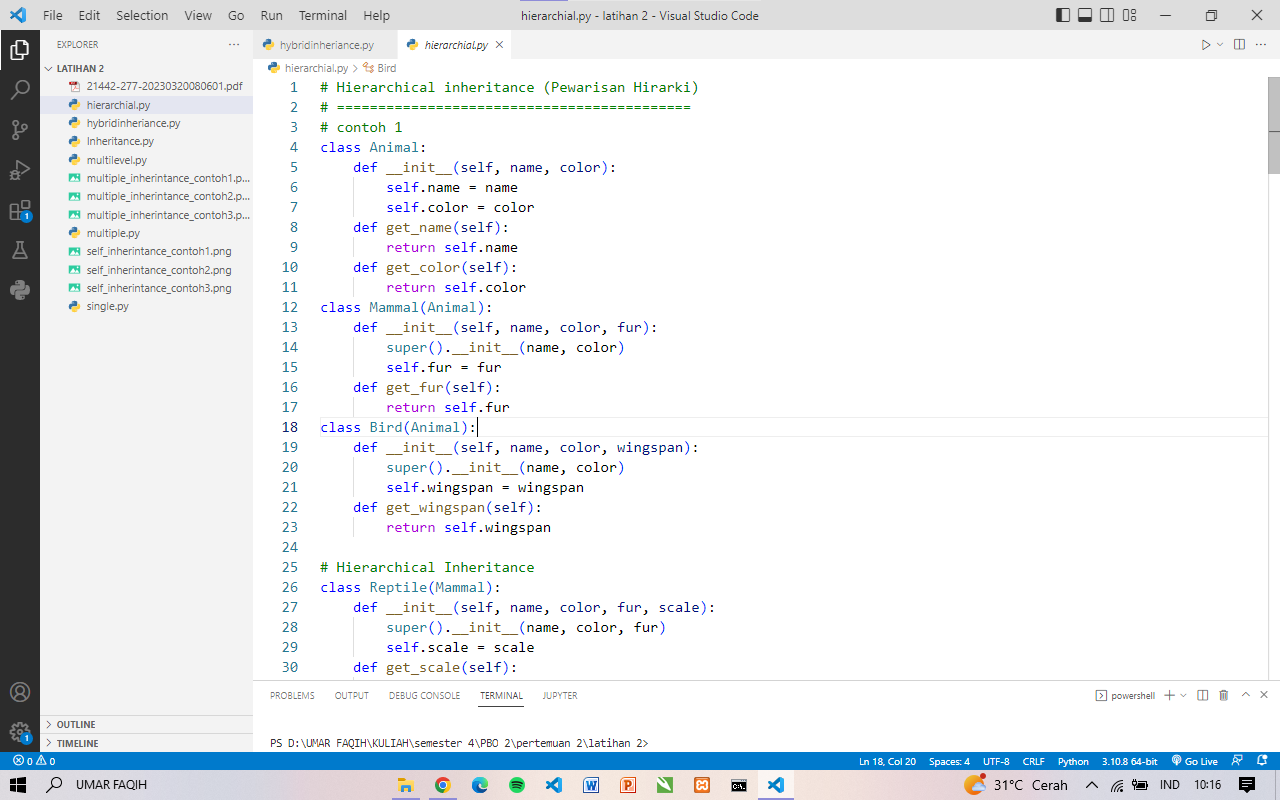 File Edit Selection View Go Run Terminal Help
hierarchial.py - latihan 2 - Visual Studio Code
EXPLORER
LATIHAN 2
21442-277-20230320080601.pdf
hierarchial.py
hybridinheriance.py
Inheritance.py
multilevel.py
multiple_inherintance_contoh1.p...
multiple_inherintance_contoh2.p...
multiple_inherintance_contoh3.p...
multiple.py
self_inherintance_contoh1.png
self_inherintance_contoh2.png
self_inherintance_contoh3.png
single.py
OUTLINE
TIMELINE
1
1
hybridinheriance.py hierarchial.py
hierarchial.py > Bird
1 # Hierarchical inheritance (Pewarisan Hirarki)
2 # ===========================================
3 # contoh 1
4 class Animal:
5     def __init__(self, name, color):
6         self.name = name
7         self.color = color
8     def get_name(self):
9         return self.name
10     def get_color(self):
11         return self.color
12 class Mammal(Animal):
13     def __init__(self, name, color, fur):
14         super().__init__(name, color)
15         self.fur = fur
16     def get_fur(self):
17         return self.fur
18 class Bird(Animal):
19     def __init__(self, name, color, wingspan):
20         super().__init__(name, color)
21         self.wingspan = wingspan
22     def get_wingspan(self):
23         return self.wingspan
24
25 # Hierarchical Inheritance
26 class Reptile(Mammal):
27     def __init__(self, name, color, fur, scale):
28         super().__init__(name, color, fur)
29         self.scale = scale
30     def get_scale(self):
PROBLEMS OUTPUT DEBUG CONSOLE TERMINAL JUPYTER
powershell
PS D:\UMAR FAQIH\KULIAH\semester 4\PBO 2\pertemuan 2\latihan 2>
0 0 Ln 18, Col 20 Spaces: 4 UTF-8 CRLF Python 3.10.8 64-bit Go Live
UMAR FAQIH 31°C Cerah IND 10:16